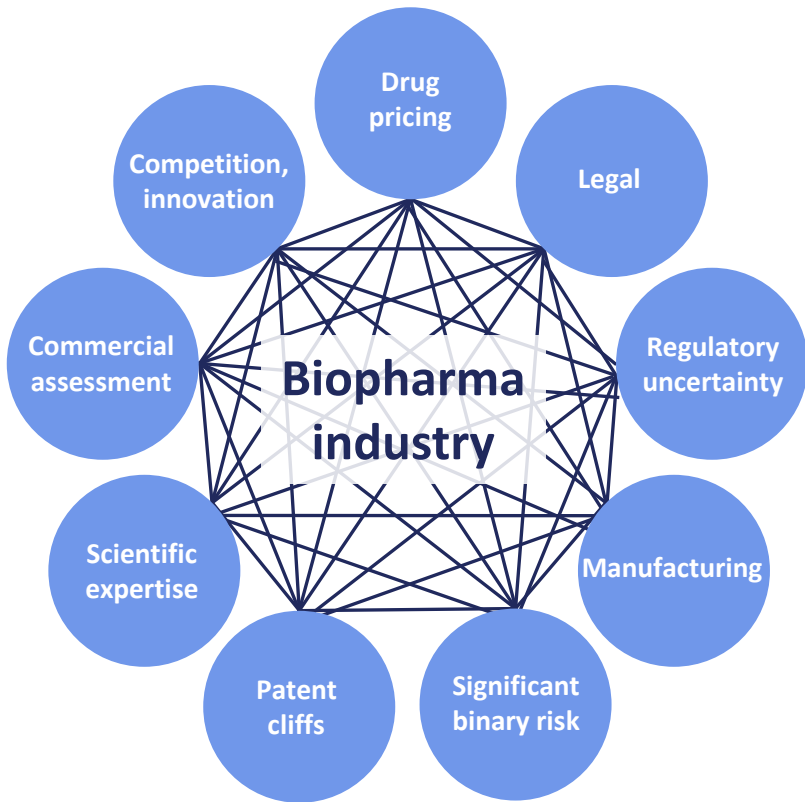 Drug
pricing
Legal
Regulatory
uncertainty
Manufacturing
Significant
binary risk
Patent
cliffs
Scientific
expertise
Commercial
assessment
Competition,
innovation
Biopharma
industry